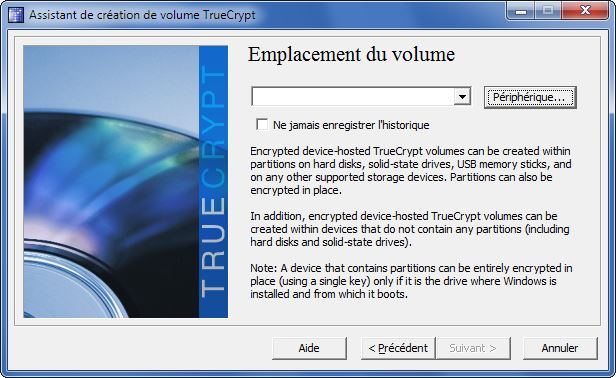 Assistant de création de volume TrueCrypt
TRUECRYPT
Emplacement du volume
Périphérique...
Ne jamais enregistrer l'historique
Encrypted device-hosted TrueCrypt volumes can be created within
partitions on hard disks, solid-state drives, USB memory sticks, and
on any other supported storage devices. Partitions can also be
encrypted in place.
In addition, encrypted device-hosted TrueCrypt volumes can be
created within devices that do not contain any partitions (including
hard disks and solid-state drives).
Note: A device that contains partitions can be entirely encrypted in
place (using a single key) only if it is the drive where Windows is
installed and from which it boots.
Aide
< Précédent
Suivant >
Annuler